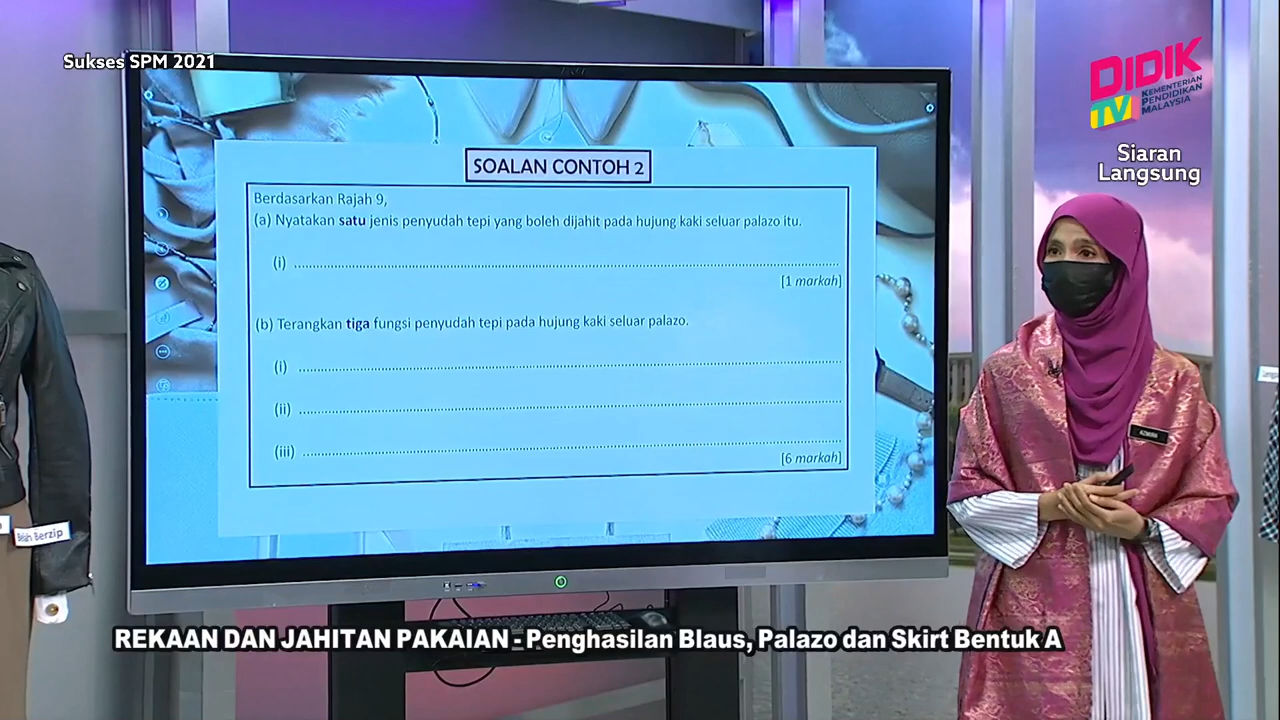 Sukses SPM 2021
DIDIK
TV
KEMENTERIAN
PENDIDIKAN
MALAYSIA
Siaran
Langsung
SOALAN CONTOH 2
Berdasarkan Rajah 9,
(a) Nyatakan satu jenis penyudah tepi yang boleh dijahit pada hujung kaki seluar palazo itu.
(i) ........................................................................
[1 markah]
(b) Terangkan tiga fungsi penyudah tepi pada hujung kaki seluar palazo.
(i) ........................................................................
(ii) ........................................................................
(iii) ........................................................................
[6 markah]
Belah Berzip
REKAAN DAN JAHITAN PAKAIAN - Penghasilan Blaus, Palazo dan Skirt Bentuk A